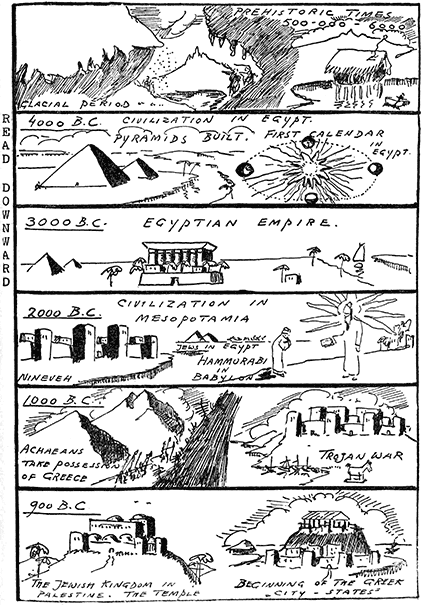 READ DOWNWARD
PREHISTORIC TIMES
500-000 - 6000
GLACIAL PERIOD
4000 B.C. CIVILIZATION IN EGYPT.
PYRAMIDS BUILT. FIRST CALENDAR
IN
EGYPT.
3000 B.C. EGYPTIAN EMPIRE.
2000 B.C. CIVILIZATION IN
MESOPOTAMIA
NINEVEH
JEWS IN EGYPT
HAMMURABI
IN
BABYLON
1000 B.C
ACHAEANS
TAKE POSSESSION
OF GREECE
TROJAN WAR
900 B.C
THE JEWISH KINGDOM IN
PALESTINE. THE TEMPLE
BEGINNING OF THE GREEK
- CITY - STATES